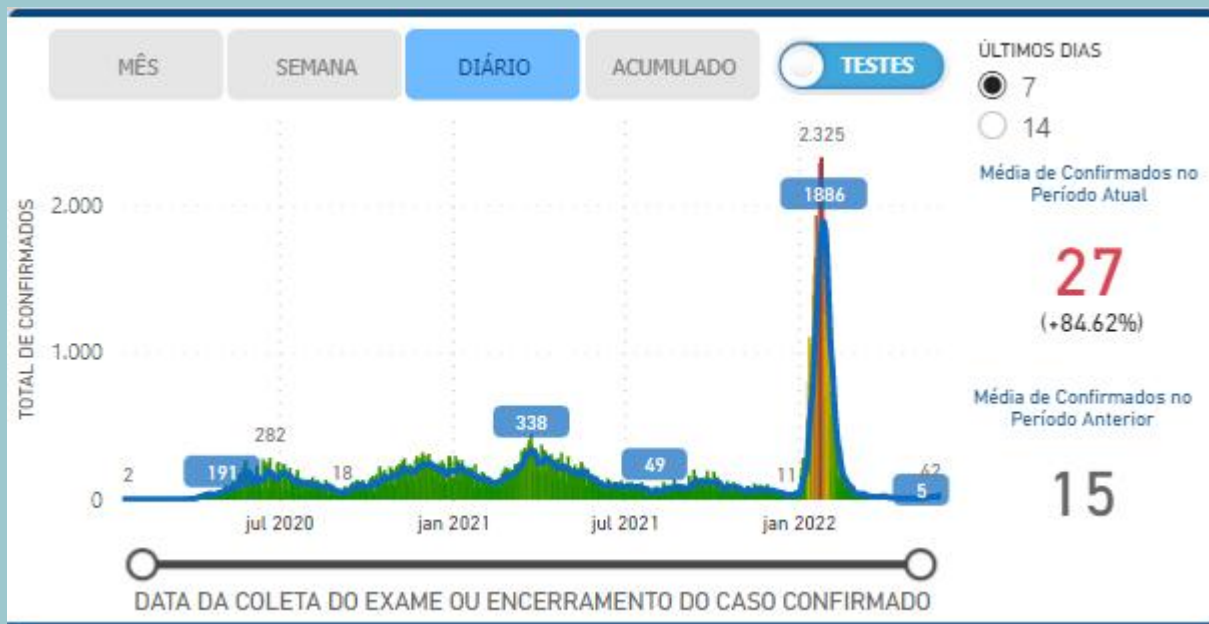 MÊS
SEMANA
DIÁRIO
ACUMULADO
TESTES
ÚLTIMOS DIAS
7
14
Média de Confirmados no
Período Atual
27
(+84.62%)
Média de Confirmados no
Período Anterior
15
TOTAL DE CONFIRMADOS
2.000
1.000
0
2
191
282
18
338
49
11
2.325
1886
62
5
jul 2020
jan 2021
jul 2021
jan 2022
DATA DA COLETA DO EXAME OU ENCERRAMENTO DO CASO CONFIRMADO